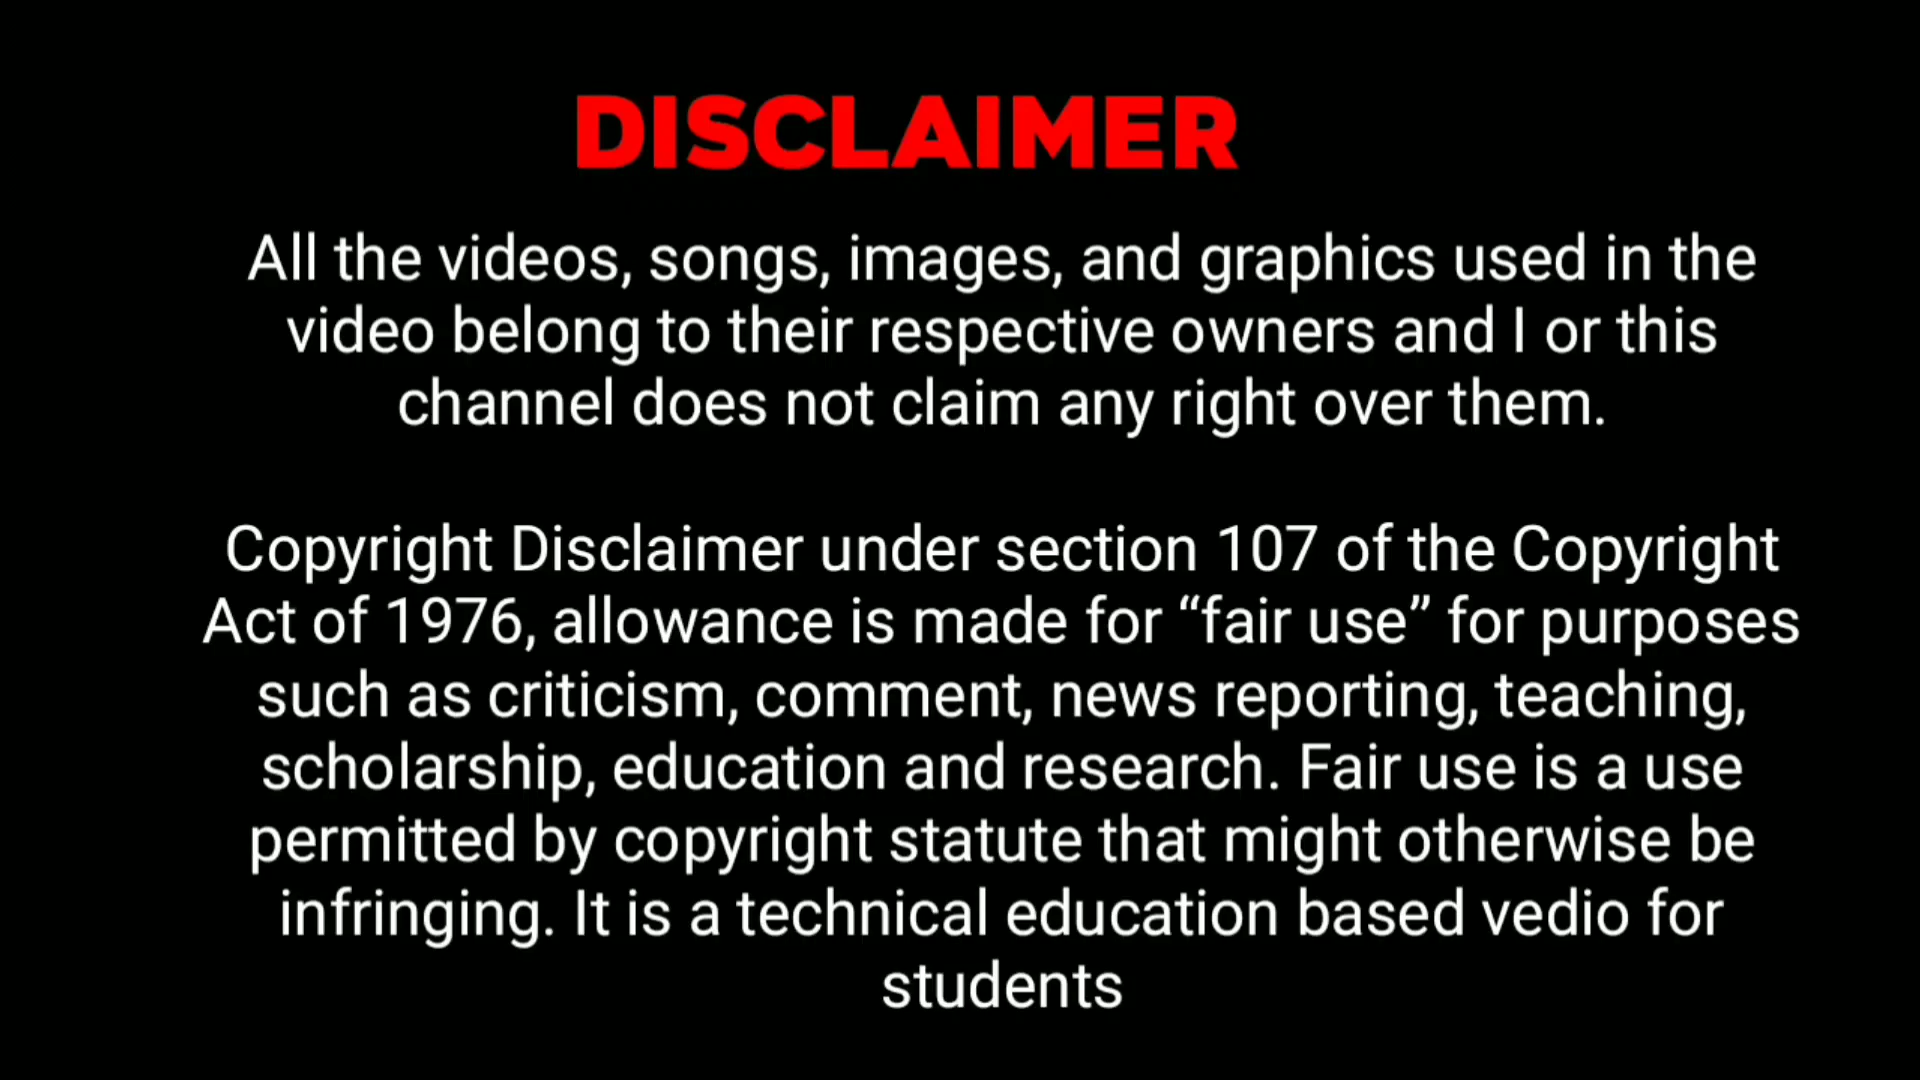 DISCLAIMER
All the videos, songs, images, and graphics used in the
video belong to their respective owners and I or this
channel does not claim any right over them.
Copyright Disclaimer under section 107 of the Copyright
Act of 1976, allowance is made for “fair use” for purposes
such as criticism, comment, news reporting, teaching,
scholarship, education and research. Fair use is a use
permitted by copyright statute that might otherwise be
infringing. It is a technical education based vedio for
students